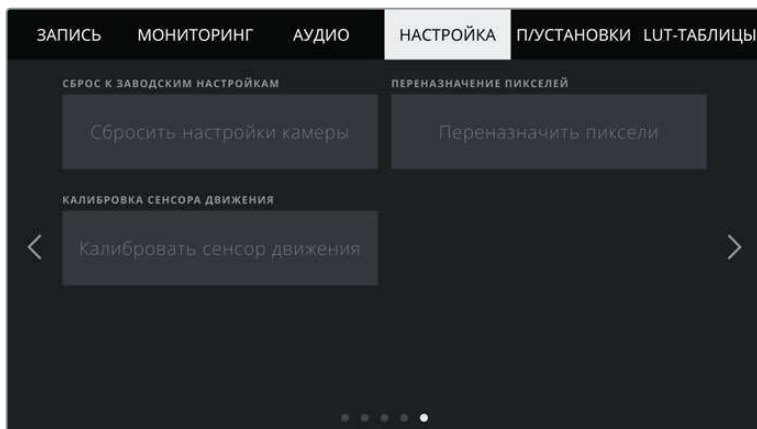 ЗАПИСЬ МОНИТОРИНГ АУДИО НАСТРОЙКА П/УСТАНОВКИ LUT-ТАБЛИЦЫ
СБРОС К ЗАВОДСКИМ НАСТРОЙКАМ ПЕРЕНАЗНАЧЕНИЕ ПИКСЕЛЕЙ
Сбросить настройки камеры Переназначить пиксели
КАЛИБРОВКА СЕНСОРА ДВИЖЕНИЯ
Калибровать сенсор движения